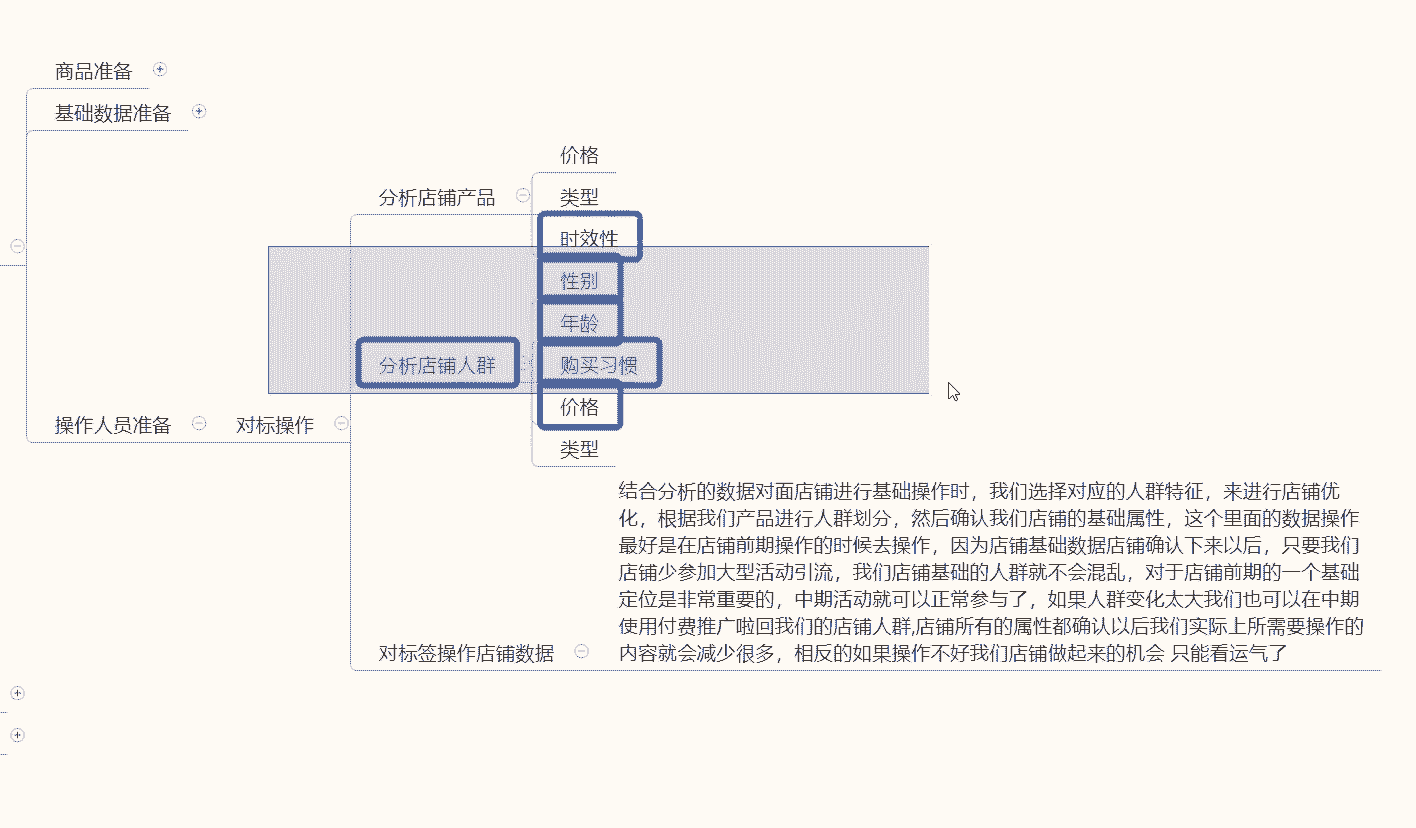 商品准备
基础数据准备
价格
分析店铺产品
类型
时效性
性别
年龄
分析店铺人群
购买习惯
价格
操作人员准备
对标操作
类型
结合分析的数据对面店铺进行基础操作时，我们选择对应的人群特征，来进行店铺优
化，根据我们产品进行人群划分，然后确认我们店铺的基础属性，这个里面的数据操作
最好是在店铺前期操作的时候去操作，因为店铺基础数据店铺确认下来以后，只要我们
店铺少参加大型活动引流，我们店铺基础的人群就不会混乱，对于店铺前期的一个基础
定位是非常重要的，中期活动就可以正常参与了，如果人群变化太大我们也可以在中期
使用付费推广啦回我们的店铺人群,店铺所有的属性都确认以后我们实际上所需要操作的
对标签操作店铺数据
内容就会减少很多，相反的如果操作不好我们店铺做起来的机会 只能看运气了